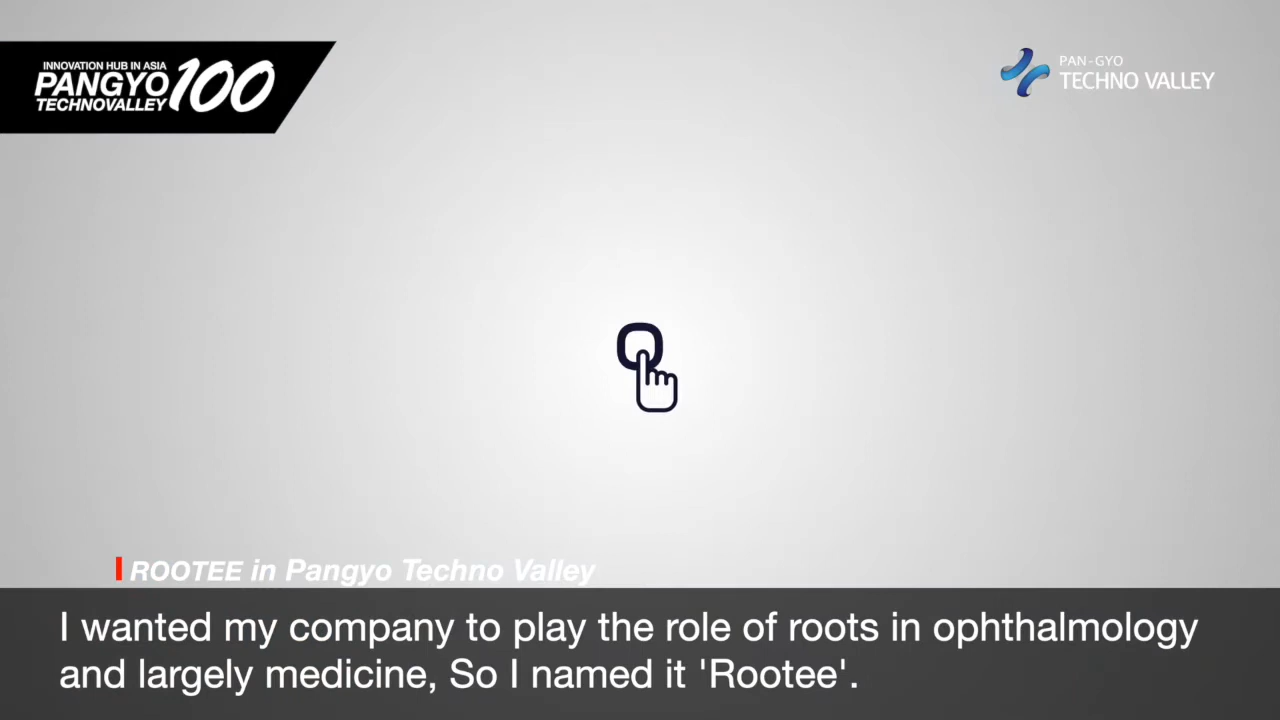 INNOVATION HUB IN ASIA
PANGYO
TECHNOVALLEY
100
PAN-GYO
TECHNO VALLEY
ROOTEE in Pangyo Techno Valley
I wanted my company to play the role of roots in ophthalmology
and largely medicine, So I named it 'Rootee'.